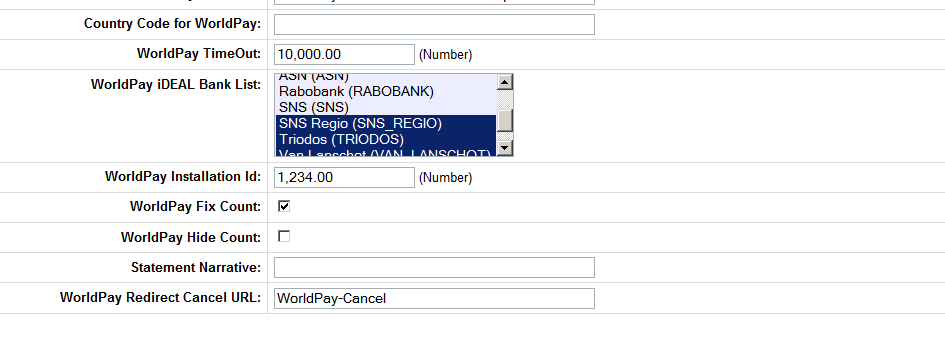 Country Code for WorldPay:
WorldPay TimeOut: 10,000.00 (Number)
WorldPay iDEAL Bank List: ASN (ASN)
Rabobank (RABOBANK)
SNS (SNS)
SNS Regio (SNS_REGIO)
Triodos (TRIODOS)
Van Lanschot (VAN_LANSCHOT)
WorldPay Installation Id: 1,234.00 (Number)
WorldPay Fix Count:
WorldPay Hide Count:
Statement Narrative:
WorldPay Redirect Cancel URL: WorldPay-Cancel